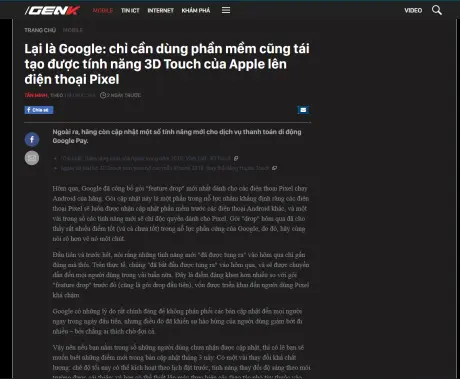 /GENK
MOBILE TIN ICT INTERNET KHÁM PHÁ VIDEO
TRANG CHỦ MOBILE
Lại là Google: chỉ cần dùng phần mềm cũng tái
tạo được tính năng 3D Touch của Apple lên
điện thoại Pixel
TẤN MINH, THEO 2 NGÀY TRƯỚC
Chia sẻ
Ngoài ra, hãng còn cập nhật một số tính năng mới cho dịch vụ thanh toán di động
Google Pay.
Hôm qua, Google đã công bố gói "feature drop" mới nhất dành cho các điện thoại Pixel chạy
Android của hãng. Gói cập nhật này là một phần trong nỗ lực nhằm khẳng định rằng các điện
thoại Pixel sẽ luôn được nhận cập nhật phần mềm trước các điện thoại Android khác, và một
vài trong số các tính năng mới sẽ chỉ độc quyền dành cho Pixel. Gói "drop" hôm qua đã cho
thấy rất nhiều điểm tốt (và cả chưa tốt) trong nỗ lực phần cứng của Google, do đó, hãy cùng
nói rõ hơn về nó một chút.
Đầu tiên và trước hết, nói rằng những tính năng mới "đã được tung ra" vào hôm qua chỉ gần
đúng mà thôi. Trên thực tế, chúng "đã bắt đầu được tung ra" vào hôm qua, và sẽ được chuyển
dần đến mọi người dùng trong vài tuần nữa. Đây là điểm đáng khen hơn nhiều so với gói
"feature drop" trước đó (cũng là gói drop đầu tiên), vốn được triển khai đến người dùng Pixel
khá chậm.
Google có những lý do rất chính đáng để không phân phối các bản cập nhật đến mọi người
ngay trong ngày đầu tiên, nhưng điều đó đã khiến sự hào hứng của người dùng giảm bớt đi
nhiều – bởi chẳng ai thích chờ đợi cả.
Vậy nên nếu bạn nằm trong số những người dùng chưa nhận được cập nhật, thì có lẽ bạn sẽ
muốn biết những điểm mới trong bản cập nhật tháng 3 này. Có một vài thay đổi khá chất
lượng: chế độ tối nay có thể kích hoạt theo lịch đặt trước, tính năng thay đổi độ sáng theo môi